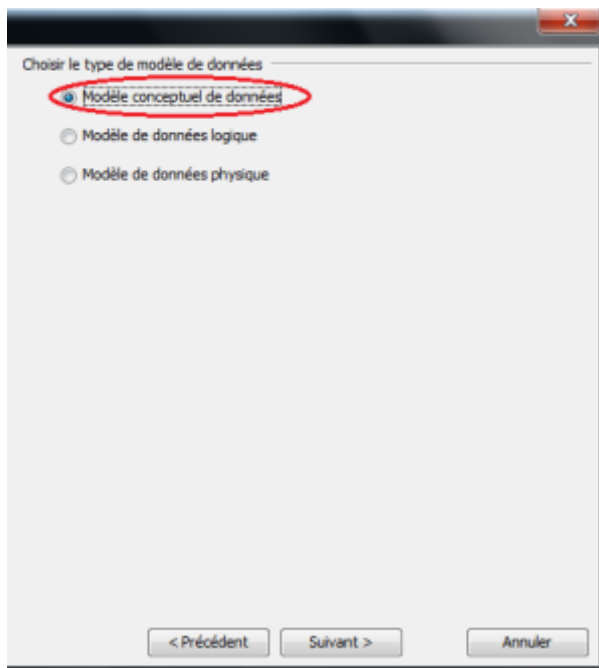 Choisir le type de modèle de données
Modèle conceptuel de données
Modèle de données logique
Modèle de données physique
< Précédent
Suivant >
Annuler